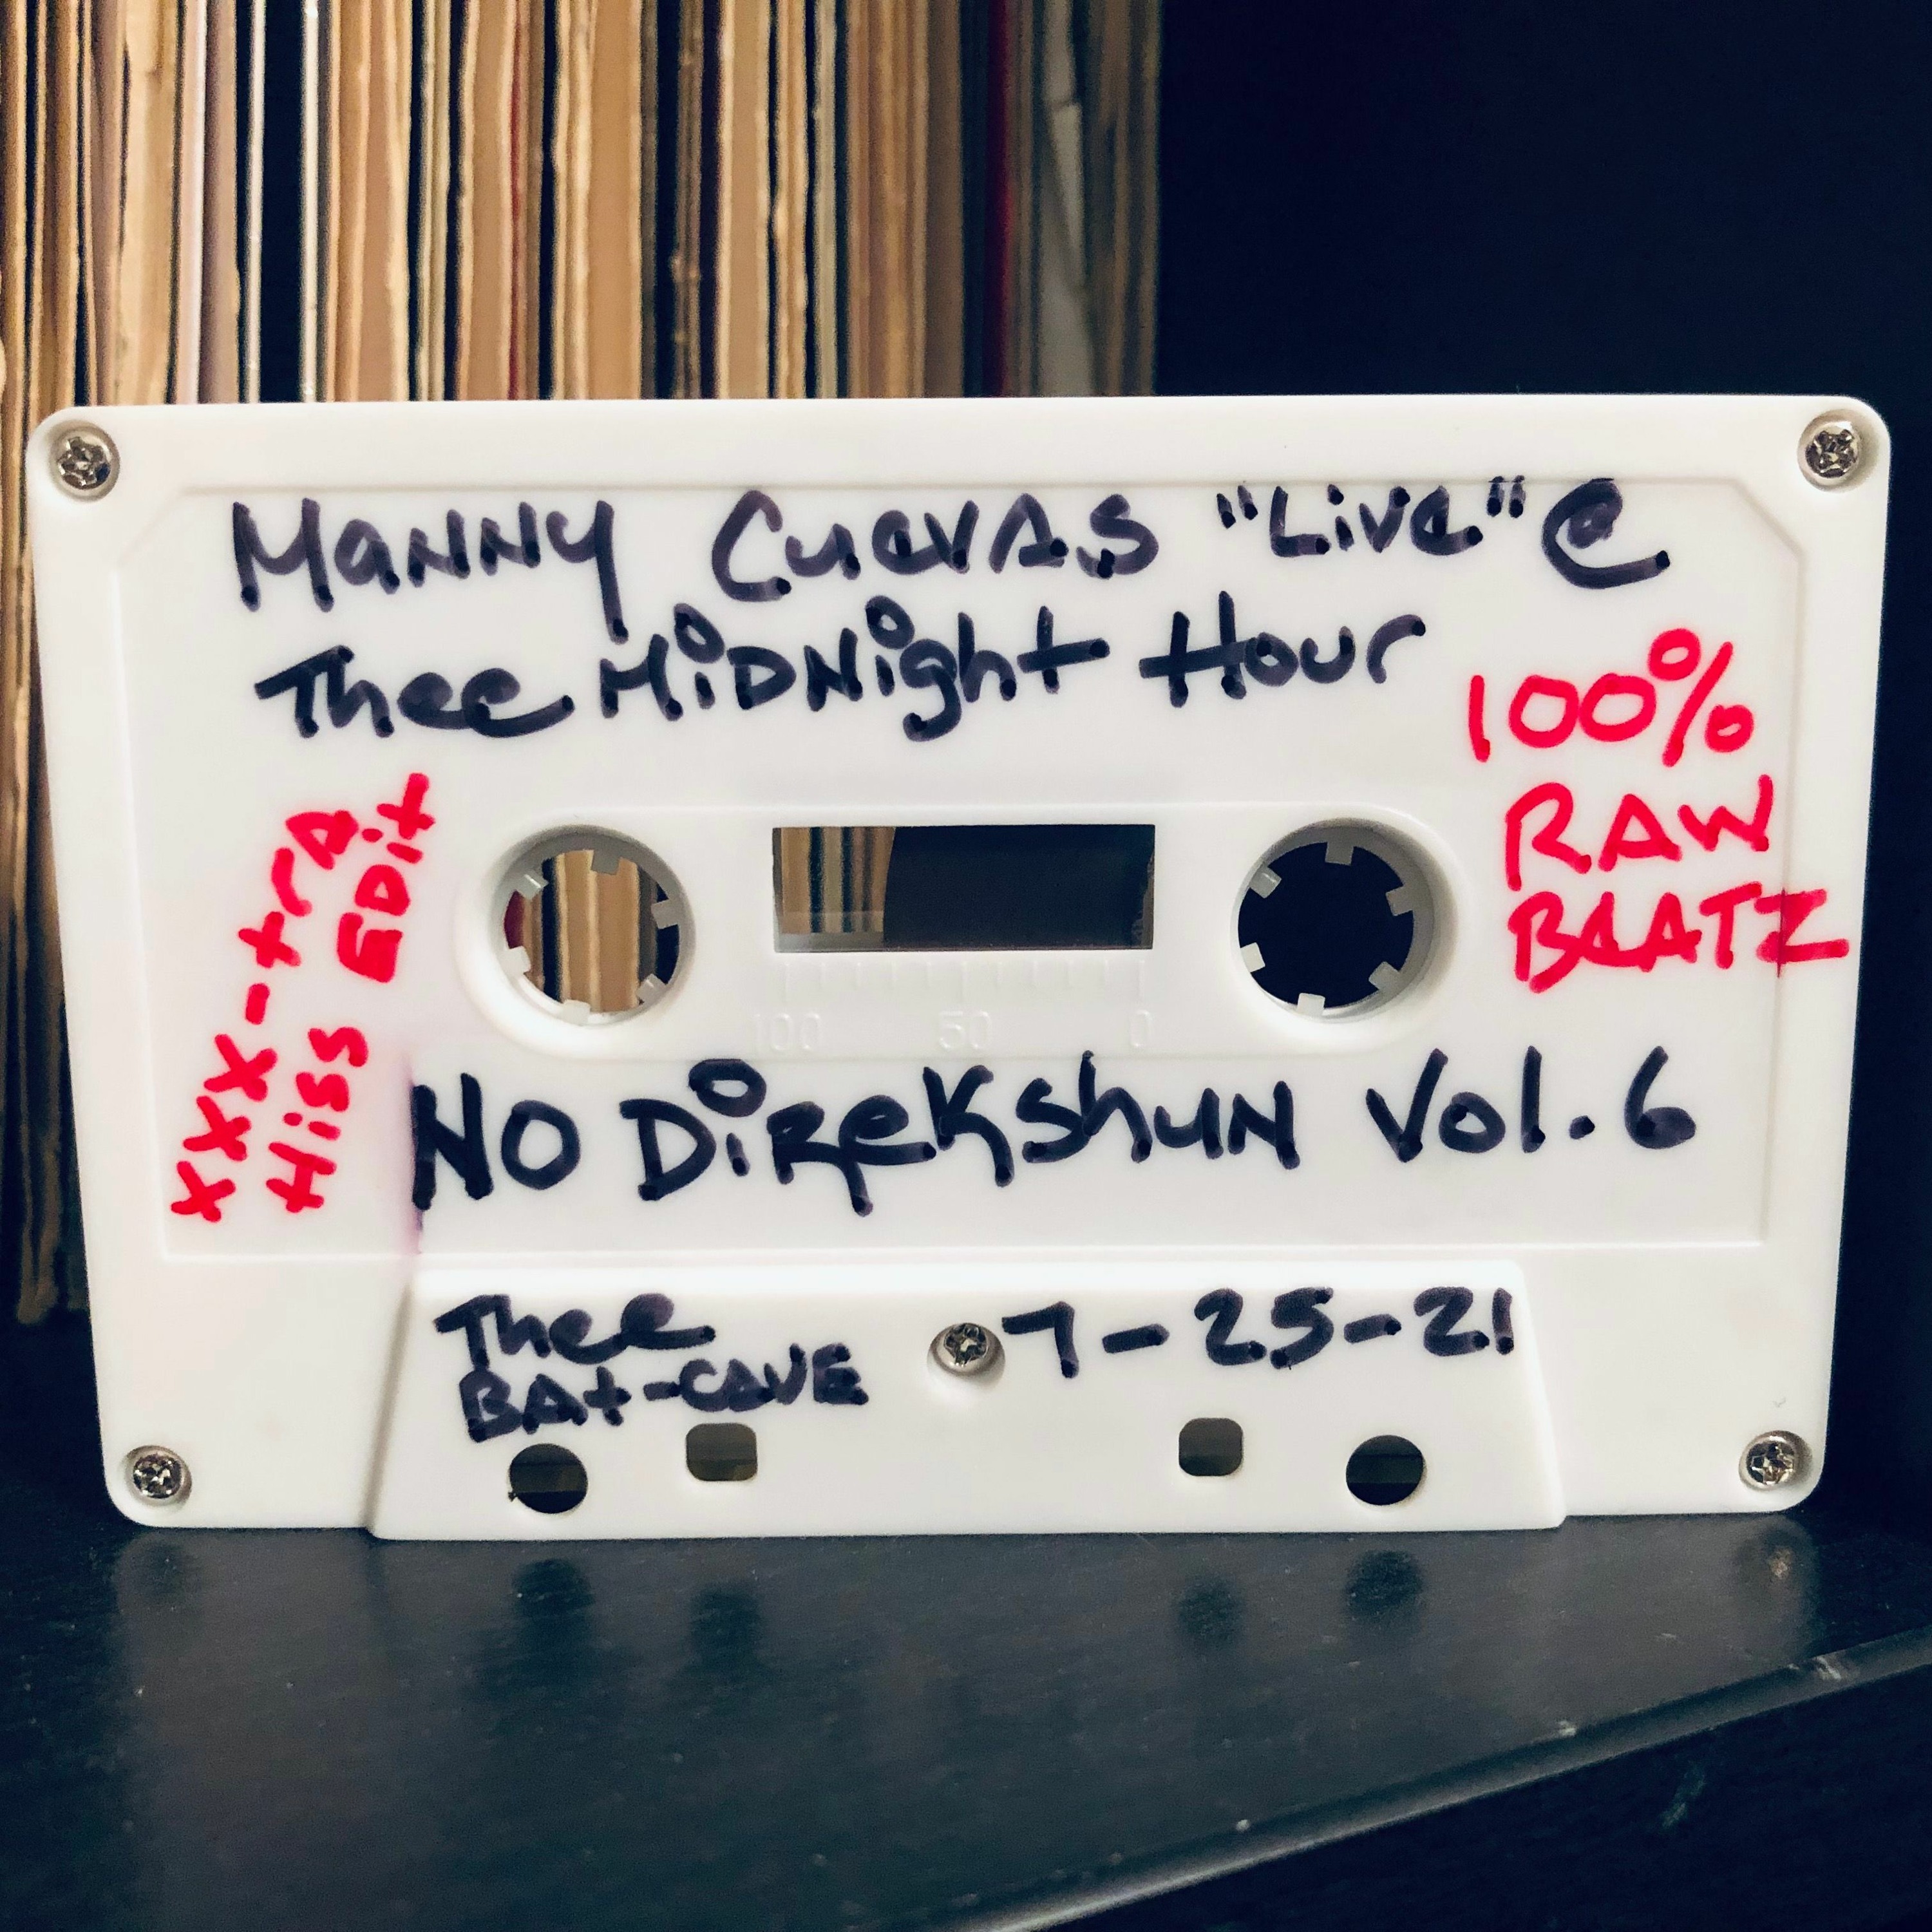 Manny Cuevas "Live" @
Thee Midnight Hour
100%
RAW
BEATZ
XXX-trA
Hiss Edit
100 50 0
No Direkshun Vol. 6
Thee
BAt-CAVE
7-25-21